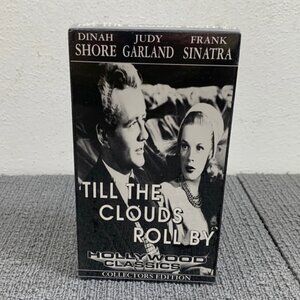 DINAH JUDY FRANK
SHORE GARLAND SINATRA
'TILL THE
CLOUDS
ROLL BY
HOLLYWOOD
CLASSICS
COLLECTORS EDITION